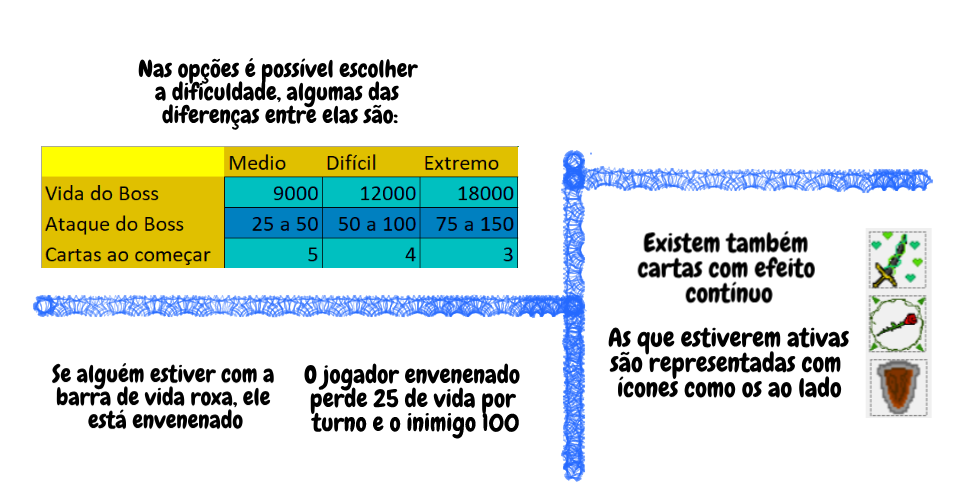 Nas opções é possível escolher
a dificuldade, algumas das
diferenças entre elas são:
Medio Difícil Extremo
Vida do Boss 9000 12000 18000
Ataque do Boss 25 a 50 50 a 100 75 a 150
Cartas ao começar 5 4 3
Se alguém estiver com a
barra de vida roxa, ele
está envenenado
O jogador envenenado
perde 25 de vida por
turno e o inimigo 100
Existem também
cartas com efeito
contínuo
As que estiverem ativas
são representadas com
ícones como os ao lado